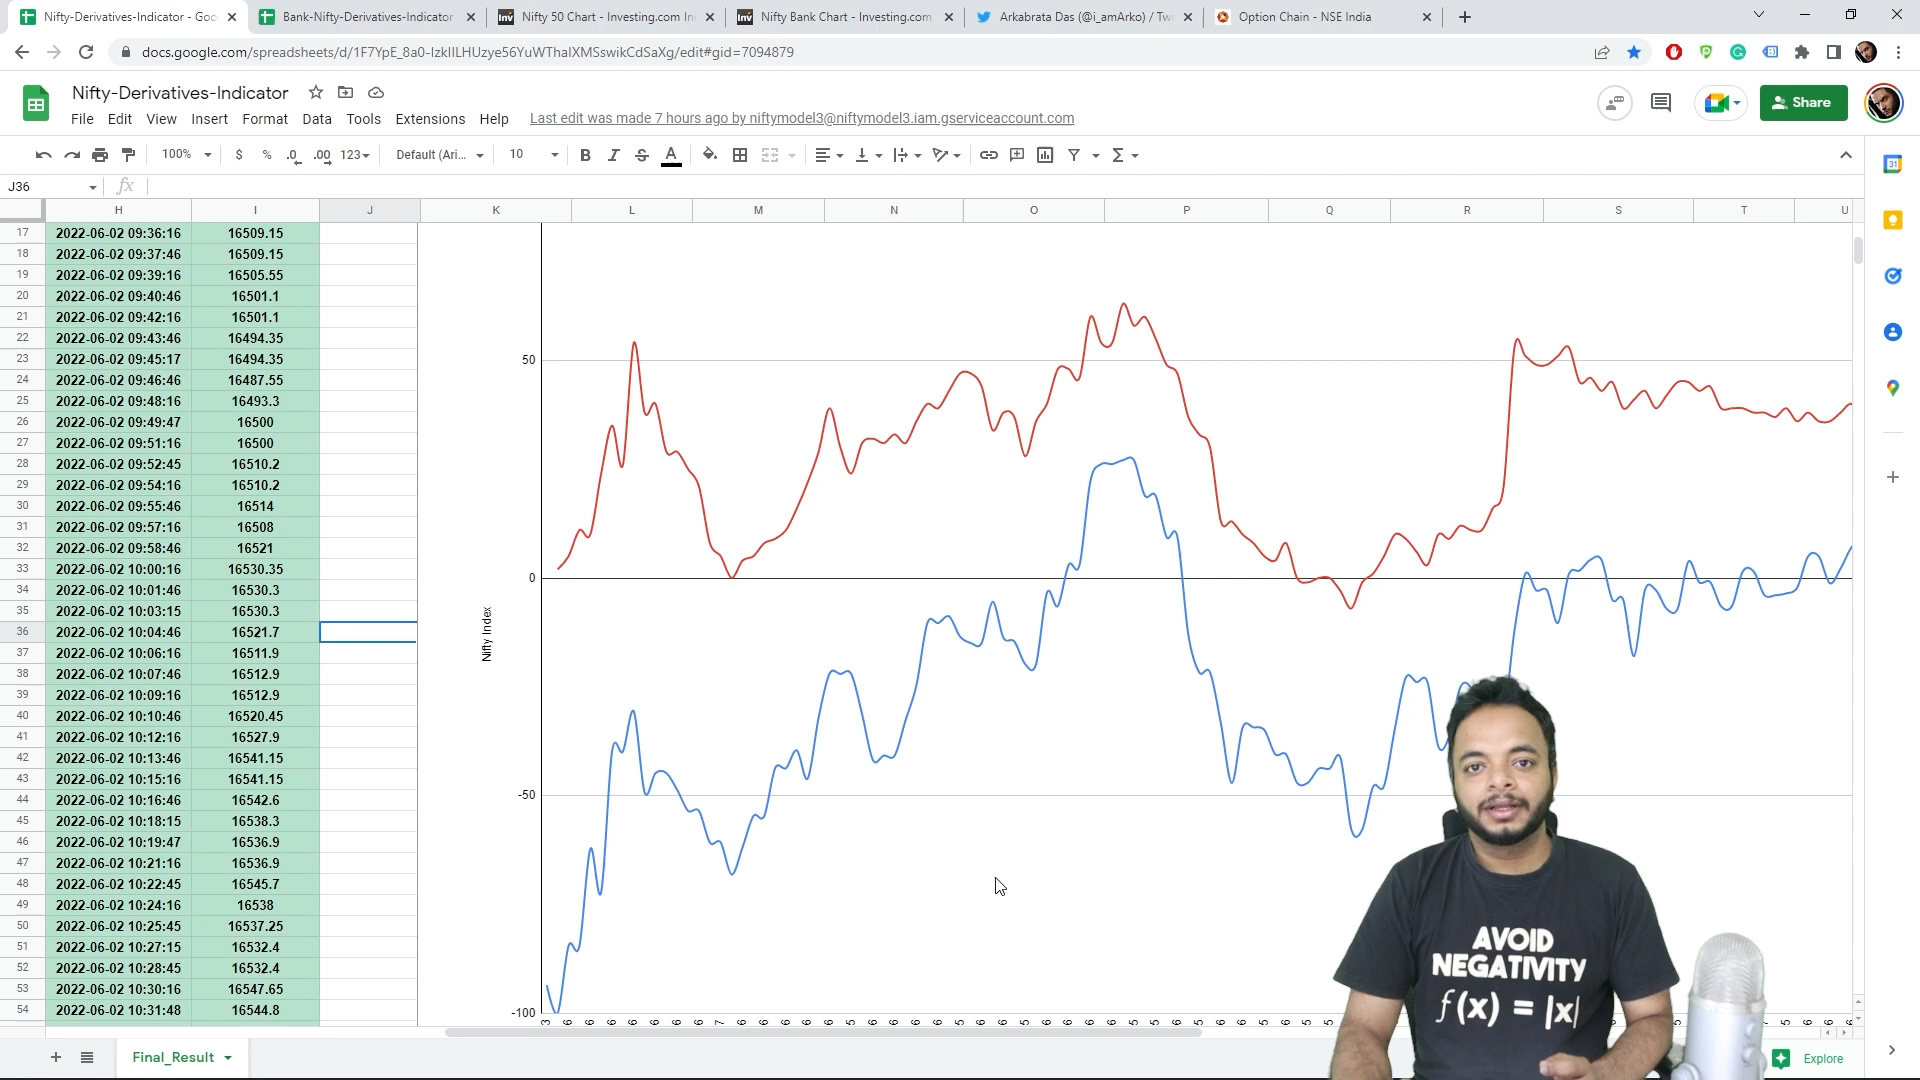 Nifty-Derivatives-Indicator - Goo
Bank-Nifty-Derivatives-Indicator
Nifty 50 Chart - Investing.com In
Nifty Bank Chart - Investing.com
Arkabrata Das (@i_amArko) / Twi
Option Chain - NSE India
docs.google.com/spreadsheets/d/1F7YpE_8a0-IzkIILHUzye56YuWThaIXMSswikCdSaXg/edit#gid=7094879
Nifty-Derivatives-Indicator
File Edit View Insert Format Data Tools Extensions Help
Last edit was made 7 hours ago by niftymodel3@niftymodel3.iam.gserviceaccount.com
Share
100% $ % .0 .00 123 Default (Ari... 10 B I S A
J36 fx
H I J K L M N O P Q R S T U
17 2022-06-02 09:36:16 16509.15
18 2022-06-02 09:37:46 16509.15
19 2022-06-02 09:39:16 16505.55
20 2022-06-02 09:40:46 16501.1
21 2022-06-02 09:42:16 16501.1
22 2022-06-02 09:43:46 16494.35
23 2022-06-02 09:45:17 16494.35
24 2022-06-02 09:46:46 16487.55
25 2022-06-02 09:48:16 16493.3
26 2022-06-02 09:49:47 16500
27 2022-06-02 09:51:16 16500
28 2022-06-02 09:52:45 16510.2
29 2022-06-02 09:54:16 16510.2
30 2022-06-02 09:55:46 16514
31 2022-06-02 09:57:16 16508
32 2022-06-02 09:58:46 16521
33 2022-06-02 10:00:16 16530.35
34 2022-06-02 10:01:46 16530.3
35 2022-06-02 10:03:15 16530.3
36 2022-06-02 10:04:46 16521.7
37 2022-06-02 10:06:16 16511.9
38 2022-06-02 10:07:46 16512.9
39 2022-06-02 10:09:16 16512.9
40 2022-06-02 10:10:46 16520.45
41 2022-06-02 10:12:16 16527.9
42 2022-06-02 10:13:46 16541.15
43 2022-06-02 10:15:16 16541.15
44 2022-06-02 10:16:46 16542.6
45 2022-06-02 10:18:15 16538.3
46 2022-06-02 10:19:47 16536.9
47 2022-06-02 10:21:16 16536.9
48 2022-06-02 10:22:45 16545.7
49 2022-06-02 10:24:16 16538
50 2022-06-02 10:25:45 16537.25
51 2022-06-02 10:27:15 16532.4
52 2022-06-02 10:28:45 16532.4
53 2022-06-02 10:30:16 16547.65
54 2022-06-02 10:31:48 16544.8
50
0
-50
-100
Nifty Index
AVOID
NEGATIVITY
f(x) = |x|
Final_Result
Explore